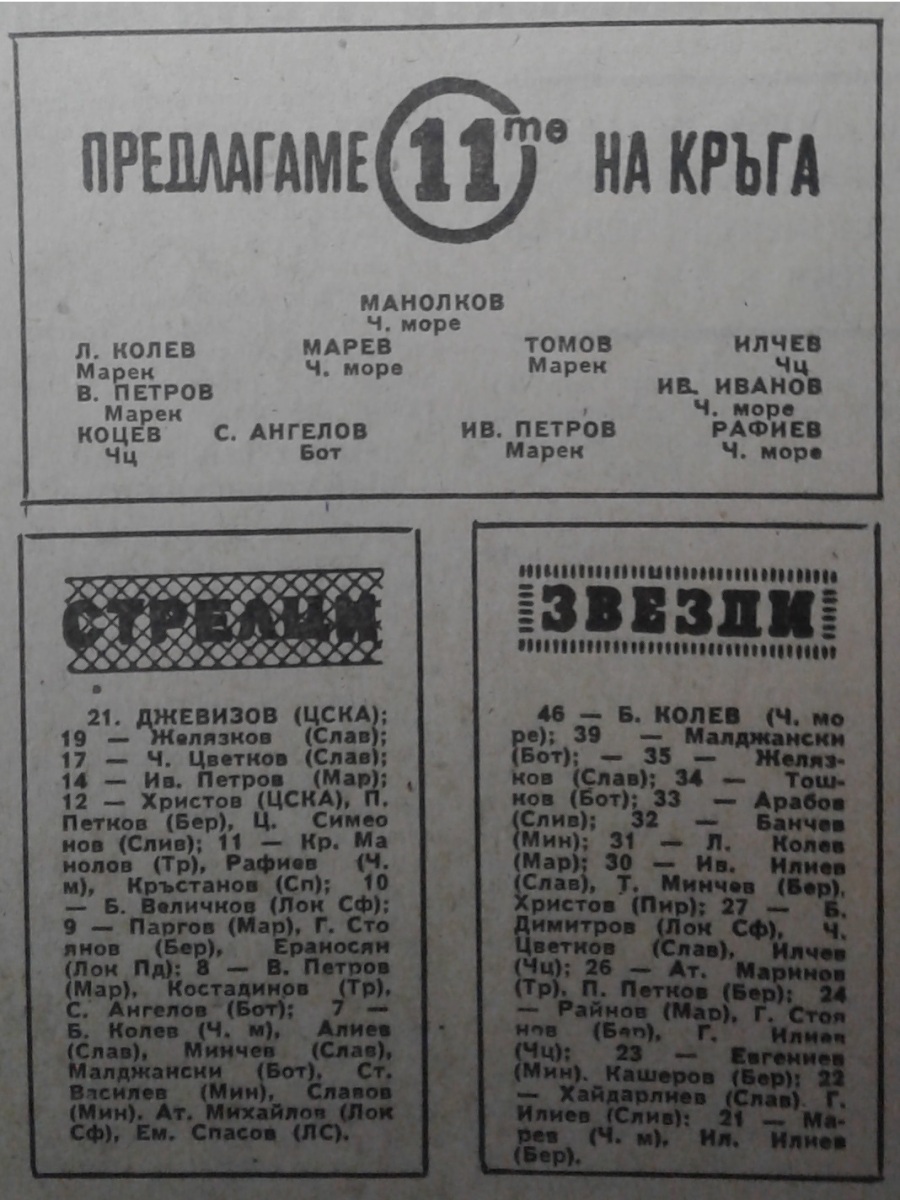 ПРЕДЛАГАМЕ 11те НА КРЪГА
МАНОЛКОВ
Ч. море
Л. КОЛЕВ МАРЕВ ТОМОВ ИЛЧЕВ
Марек Ч. море Марек Чц
В. ПЕТРОВ ИВ. ИВАНОВ
Марек Ч. море
КОЦЕВ С. АНГЕЛОВ ИВ. ПЕТРОВ РАФИЕВ
Чц Бот Марек Ч. море
СТРЕЛЦИ
21. ДЖЕВИЗОВ (ЦСКА);
19 — Желязков (Слав);
17 — Ч. Цветков (Слав);
14 — Ив. Петров (Мар);
12 — Христов (ЦСКА), П.
Петков (Бер), Ц. Симео
нов (Слив); 11 — Кр. Ма
нолов (Тр), Рафиев (Ч.
м), Кръстанов (Сп); 10
— Б. Величков (Лок Сф);
9 — Паргов (Мар), Г. Сто
янов (Бер), Ераносян
(Лок Пд); 8 — В. Петров
(Мар), Костадинов (Тр),
С. Ангелов (Бот); 7 —
Б. Колев (Ч. м), Алиев
(Слав), Минчев (Слав),
Малджански (Бот), Ст.
Василев (Мин), Славов
(Мин), Ат. Михайлов (Лок
Сф), Ем. Спасов (ЛС).
ЗВЕЗДИ
46 — Б. КОЛЕВ (Ч. мо
ре); 39 — Малджански
(Бот); — 35 — Желяз-
ков (Слав); 34 — Тош-
ков (Бот); 33 — Арабов
(Слив); 32 — Банчев
(Мин); 31 — Л. Колев
(Мар); 30 — Ив. Илиев
(Слав), Т. Минчев (Бер),
Христов (Пир); 27 — Б.
Димитров (Лок Сф), Ч.
Цветков (Слав), Илчев
(Чц); 26 — Ат. Маринов
(Тр), П. Петков (Бер); 24
— Райнов (Мар), Г. Стоя
нов (Бер), Г. Илиев
(Чц); 23 — Евгениев
(Мин), Кашеров (Бер); 22
— Хайдарлиев (Слав), Г.
Илиев (Слив); 21 — Ма-
рев (Ч. м), Ил. Илиев
(Бер).